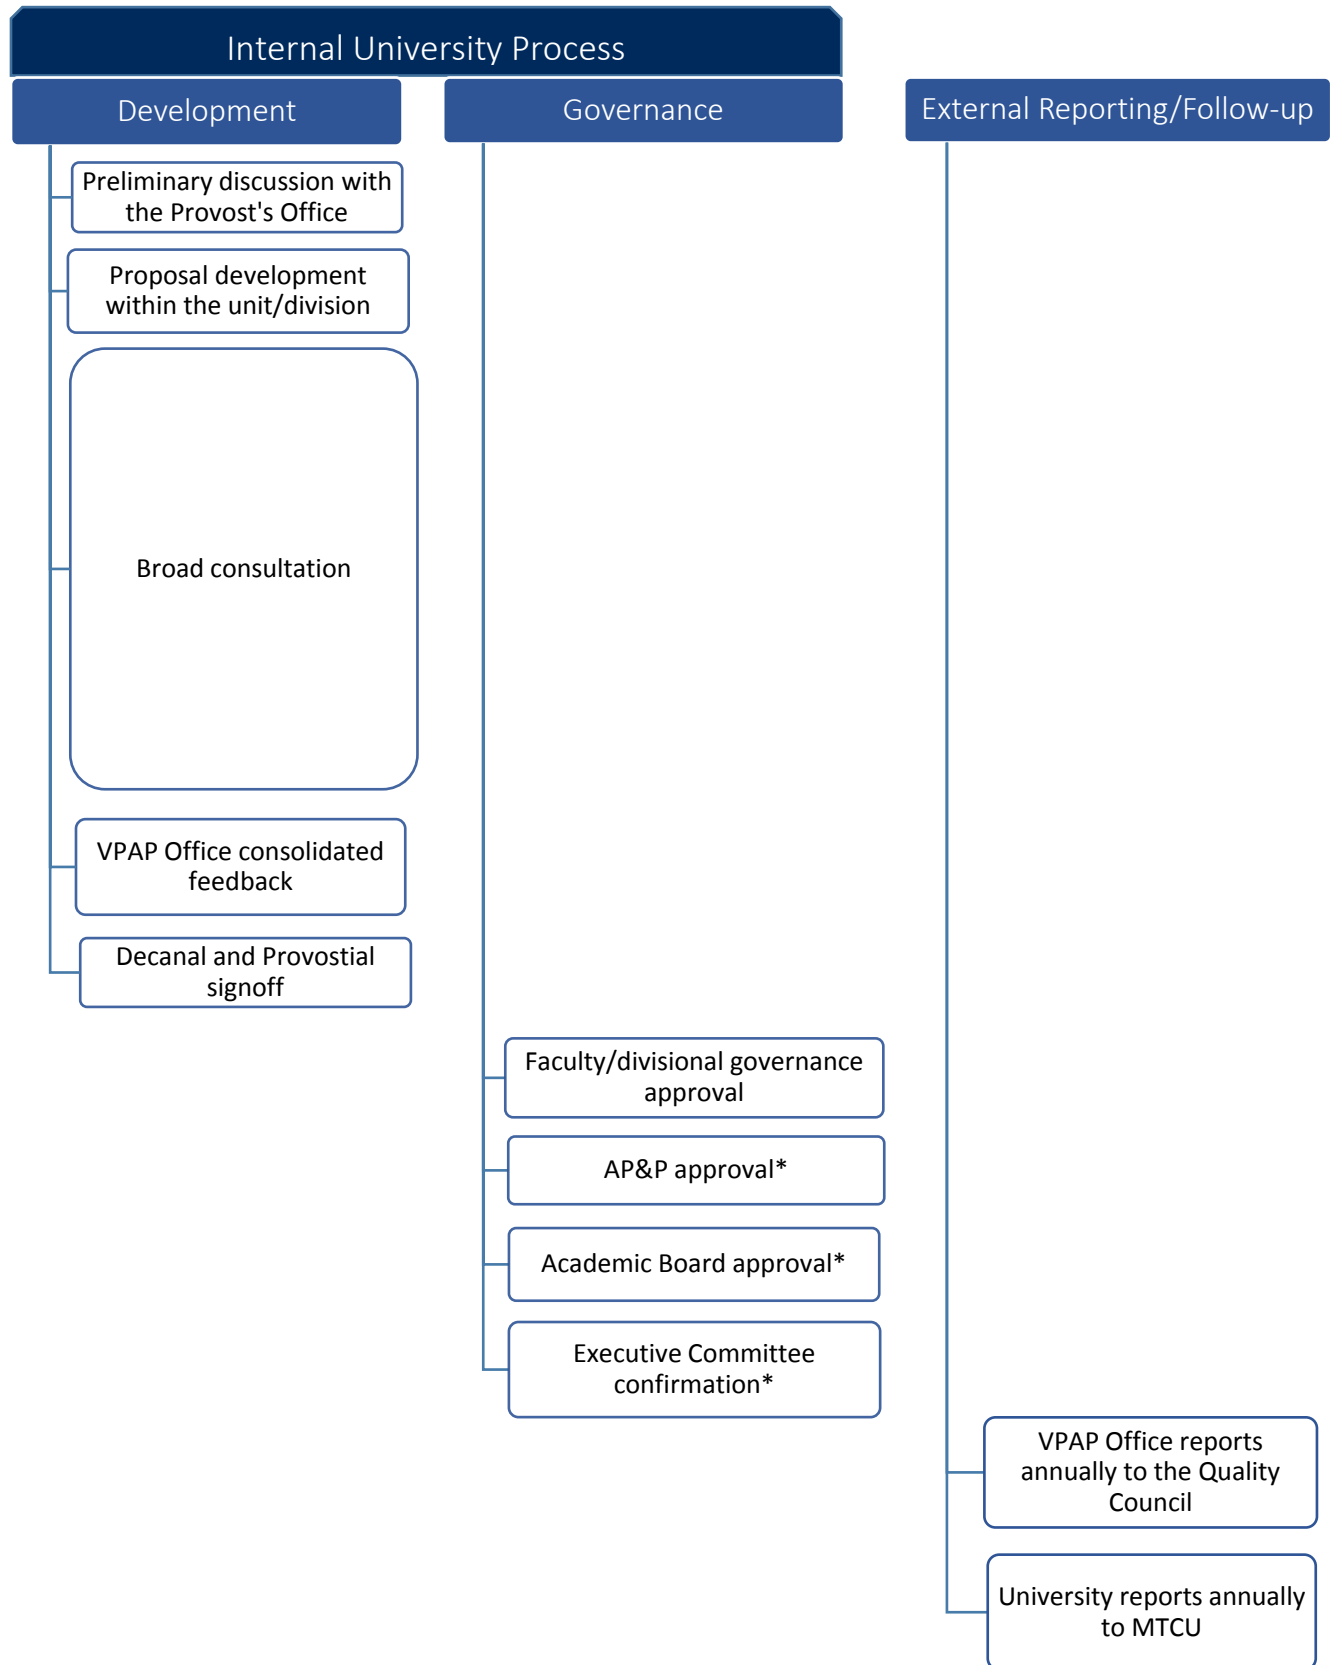 Internal University Process
Development
Governance
External Reporting/Follow-up
Preliminary discussion with
the Provost's Office
Proposal development
within the unit/division
Broad consultation
VPAP Office consolidated
feedback
Decanal and Provostial
signoff
Faculty/divisional governance
approval
AP&P approval*
Academic Board approval*
Executive Committee
confirmation*
VPAP Office reports
annually to the Quality
Council
University reports annually
to MTCU